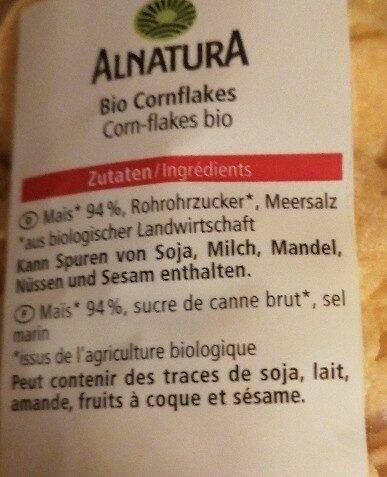 ALNATURA
Bio Cornflakes
Corn-flakes bio
Zutaten/Ingrédients
D Mais* 94%, Rohrohrzucker*, Meersalz
*aus biologischer Landwirtschaft
Kann Spuren von Soja, Milch, Mandel,
Nüssen und Sesam enthalten.
F Maïs* 94%, sucre de canne brut*, sel
marin
*issus de l'agriculture biologique
Peut contenir des traces de soja, lait,
amande, fruits à coque et sésame.